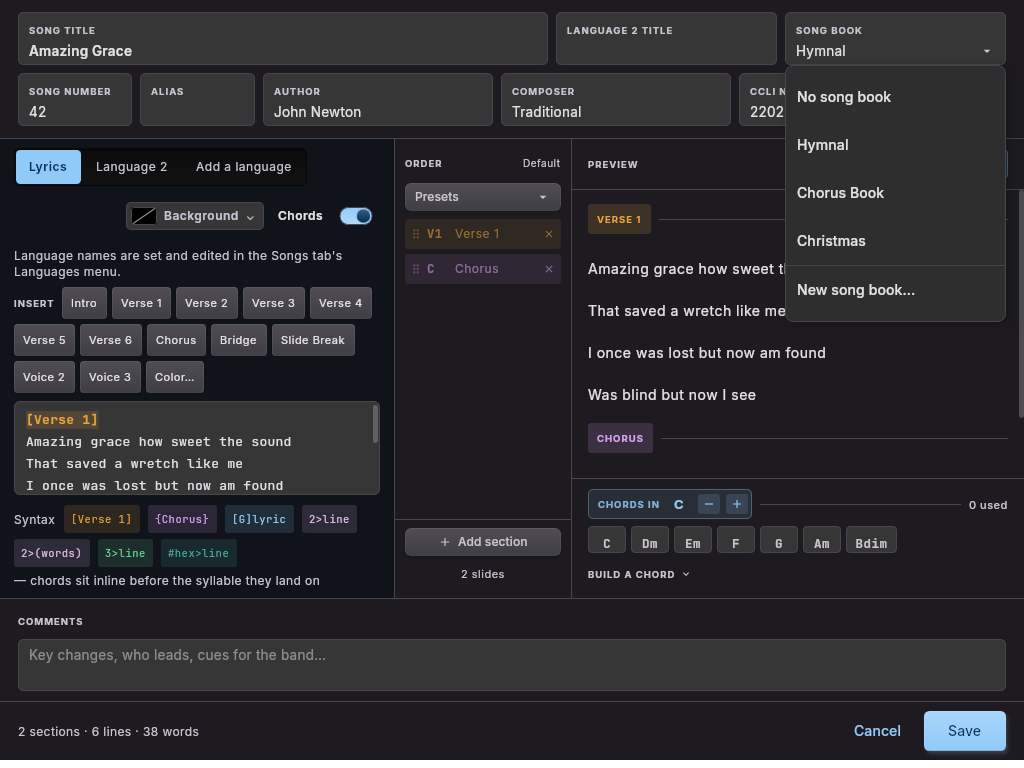 SONG TITLE
Amazing Grace
LANGUAGE 2 TITLE
SONG BOOK
Hymnal
SONG NUMBER
42
ALIAS
AUTHOR
John Newton
COMPOSER
Traditional
CCLI N
2202
No song book
Hymnal
Chorus Book
Christmas
New song book...
Lyrics
Language 2
Add a language
Background
Chords
Language names are set and edited in the Songs tab's
Languages menu.
INSERT
Intro
Verse 1
Verse 2
Verse 3
Verse 4
Verse 5
Verse 6
Chorus
Bridge
Slide Break
Voice 2
Voice 3
Color...
[Verse 1]
Amazing grace how sweet the sound
That saved a wretch like me
I once was lost but now am found
Syntax
[Verse 1]
{Chorus}
[G]lyric
2>line
2>(words)
3>line
#hex>line
— chords sit inline before the syllable they land on
ORDER
Default
Presets
V1 Verse 1
C Chorus
+ Add section
2 slides
PREVIEW
VERSE 1
Amazing grace how sweet t
That saved a wretch like me
I once was lost but now am found
Was blind but now I see
CHORUS
CHORDS IN C − +
0 used
C
Dm
Em
F
G
Am
Bdim
BUILD A CHORD
COMMENTS
Key changes, who leads, cues for the band...
2 sections · 6 lines · 38 words
Cancel
Save